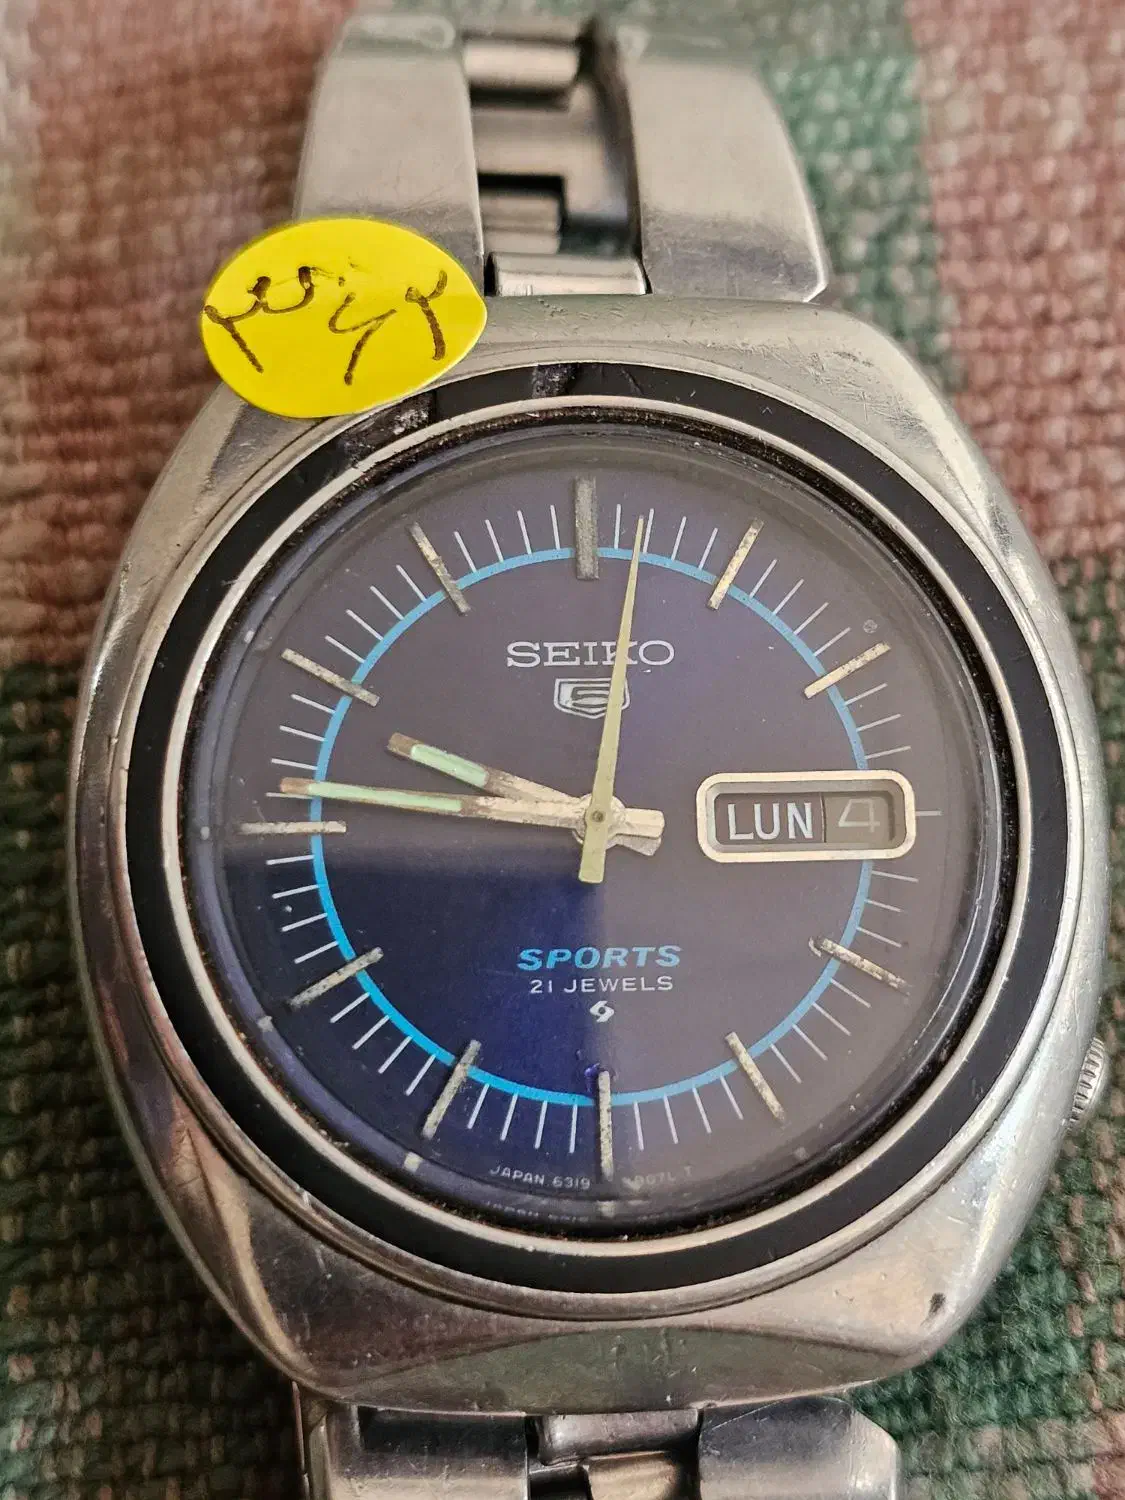 SEIKO
5
LUN 4
SPORTS
21 JEWELS
JAPAN 6319